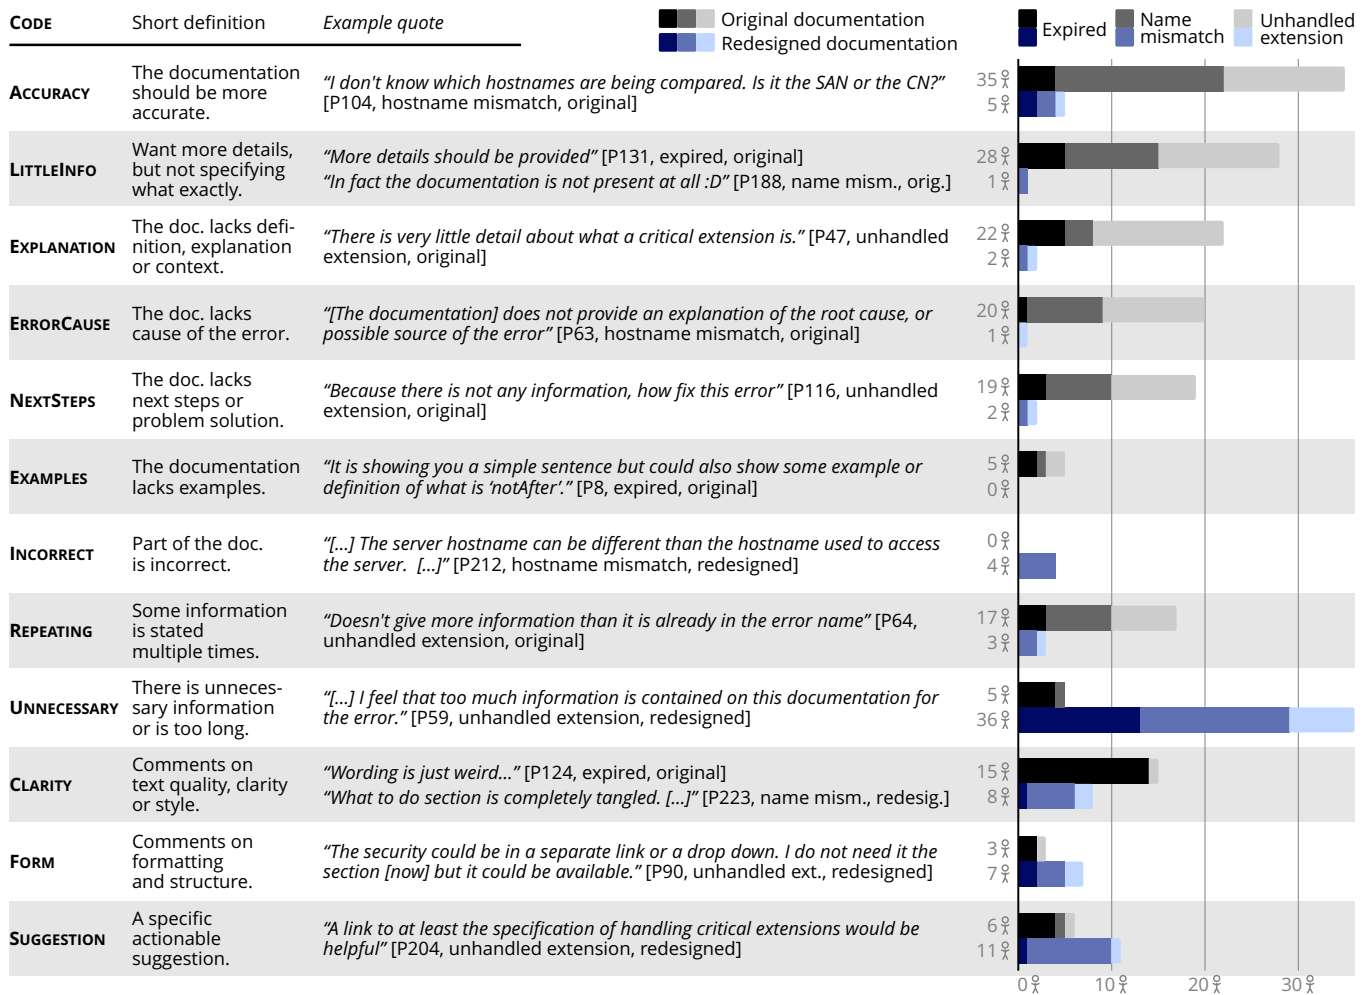 CODE Short definition Example quote
Original documentation
Redesigned documentation
Expired
Name
mismatch
Unhandled
extension
ACCURACY
The documentation
should be more
accurate.
“I don't know which hostnames are being compared. Is it the SAN or the CN?”
[P104, hostname mismatch, original]
35
5
LITTLEINFO
Want more details,
but not specifying
what exactly.
“More details should be provided” [P131, expired, original]
“In fact the documentation is not present at all :D” [P188, name mism., orig.]
28
1
EXPLANATION
The doc. lacks defi-
nition, explanation
or context.
“There is very little detail about what a critical extension is.” [P47, unhandled
extension, original]
22
2
ERRORCAUSE
The doc. lacks
cause of the error.
“[The documentation] does not provide an explanation of the root cause, or
possible source of the error” [P63, hostname mismatch, original]
20
1
NEXTSTEPS
The doc. lacks
next steps or
problem solution.
“Because there is not any information, how fix this error” [P116, unhandled
extension, original]
19
2
EXAMPLES
The documentation
lacks examples.
“It is showing you a simple sentence but could also show some example or
definition of what is ‘notAfter’.” [P8, expired, original]
5
0
INCORRECT
Part of the doc.
is incorrect.
“[...] The server hostname can be different than the hostname used to access
the server. [...]” [P212, hostname mismatch, redesigned]
0
4
REPEATING
Some information
is stated
multiple times.
“Doesn't give more information than it is already in the error name” [P64,
unhandled extension, original]
17
3
UNNECESSARY
There is unneces-
sary information
or is too long.
“[...] I feel that too much information is contained on this documentation for
the error.” [P59, unhandled extension, redesigned]
5
36
CLARITY
Comments on
text quality, clarity
or style.
“Wording is just weird...” [P124, expired, original]
“What to do section is completely tangled. [...]” [P223, name mism., redesig.]
15
8
FORM
Comments on
formatting
and structure.
“The security could be in a separate link or a drop down. I do not need it the
section [now] but it could be available.” [P90, unhandled ext., redesigned]
3
7
SUGGESTION
A specific
actionable
suggestion.
“A link to at least the specification of handling critical extensions would be
helpful” [P204, unhandled extension, redesigned]
6
11
0 10 20 30